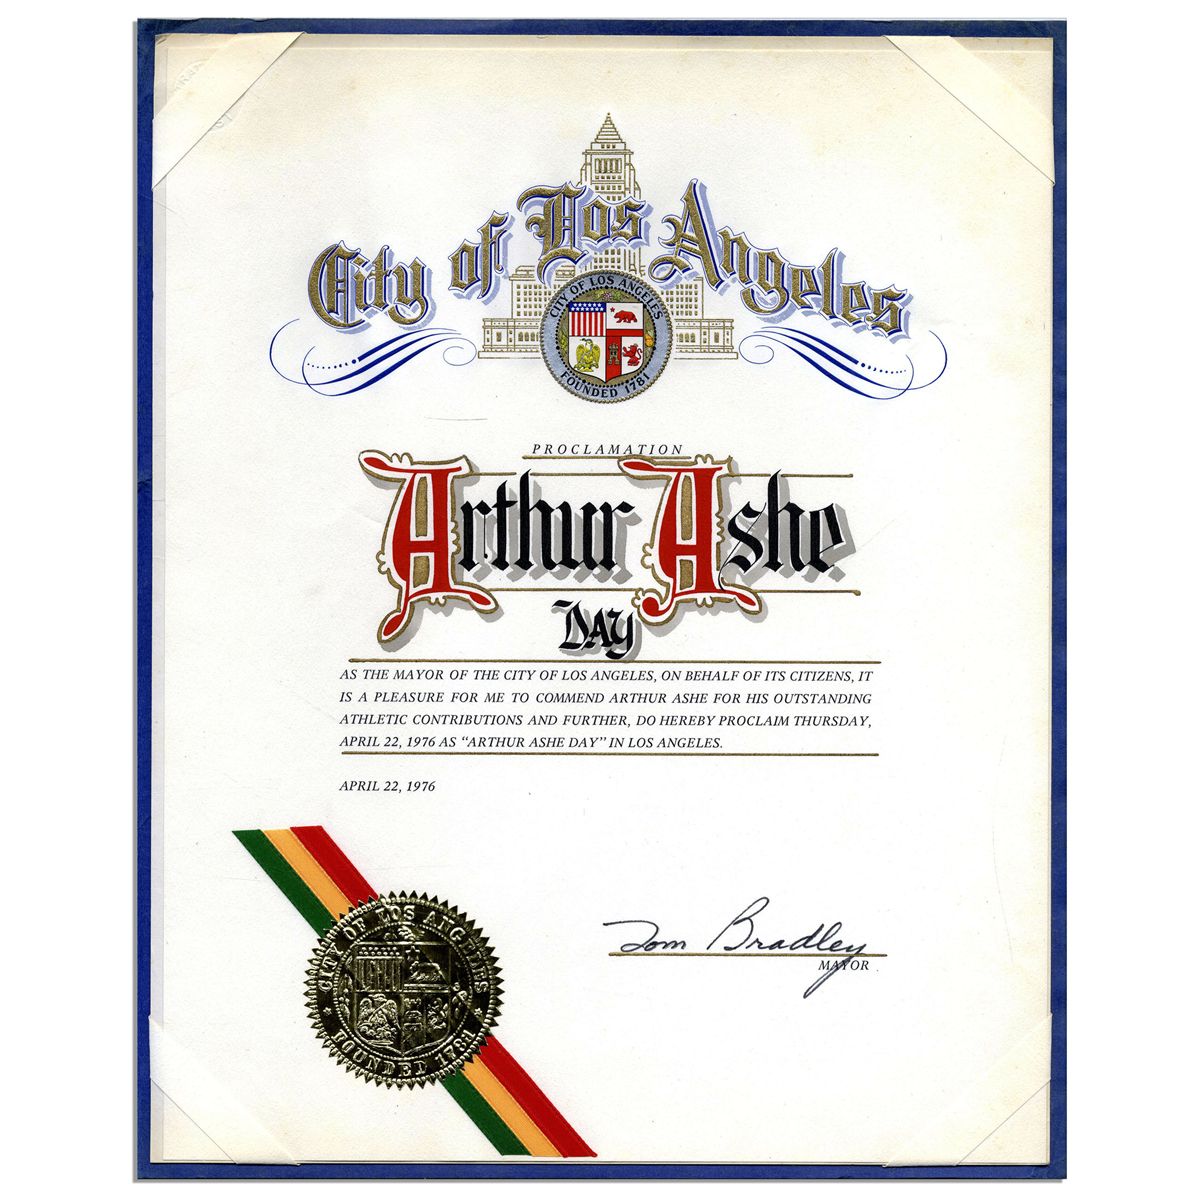 City of Los Angeles
CITY OF LOS ANGELES
FOUNDED 1781
PROCLAMATION
Arthur Ashe
DAY
AS THE MAYOR OF THE CITY OF LOS ANGELES, ON BEHALF OF ITS CITIZENS, IT
IS A PLEASURE FOR ME TO COMMEND ARTHUR ASHE FOR HIS OUTSTANDING
ATHLETIC CONTRIBUTIONS AND FURTHER, DO HEREBY PROCLAIM THURSDAY,
APRIL 22, 1976 AS “ARTHUR ASHE DAY” IN LOS ANGELES.
APRIL 22, 1976
CITY OF LOS ANGELES
FOUNDED 1781
Tom Bradley
MAYOR